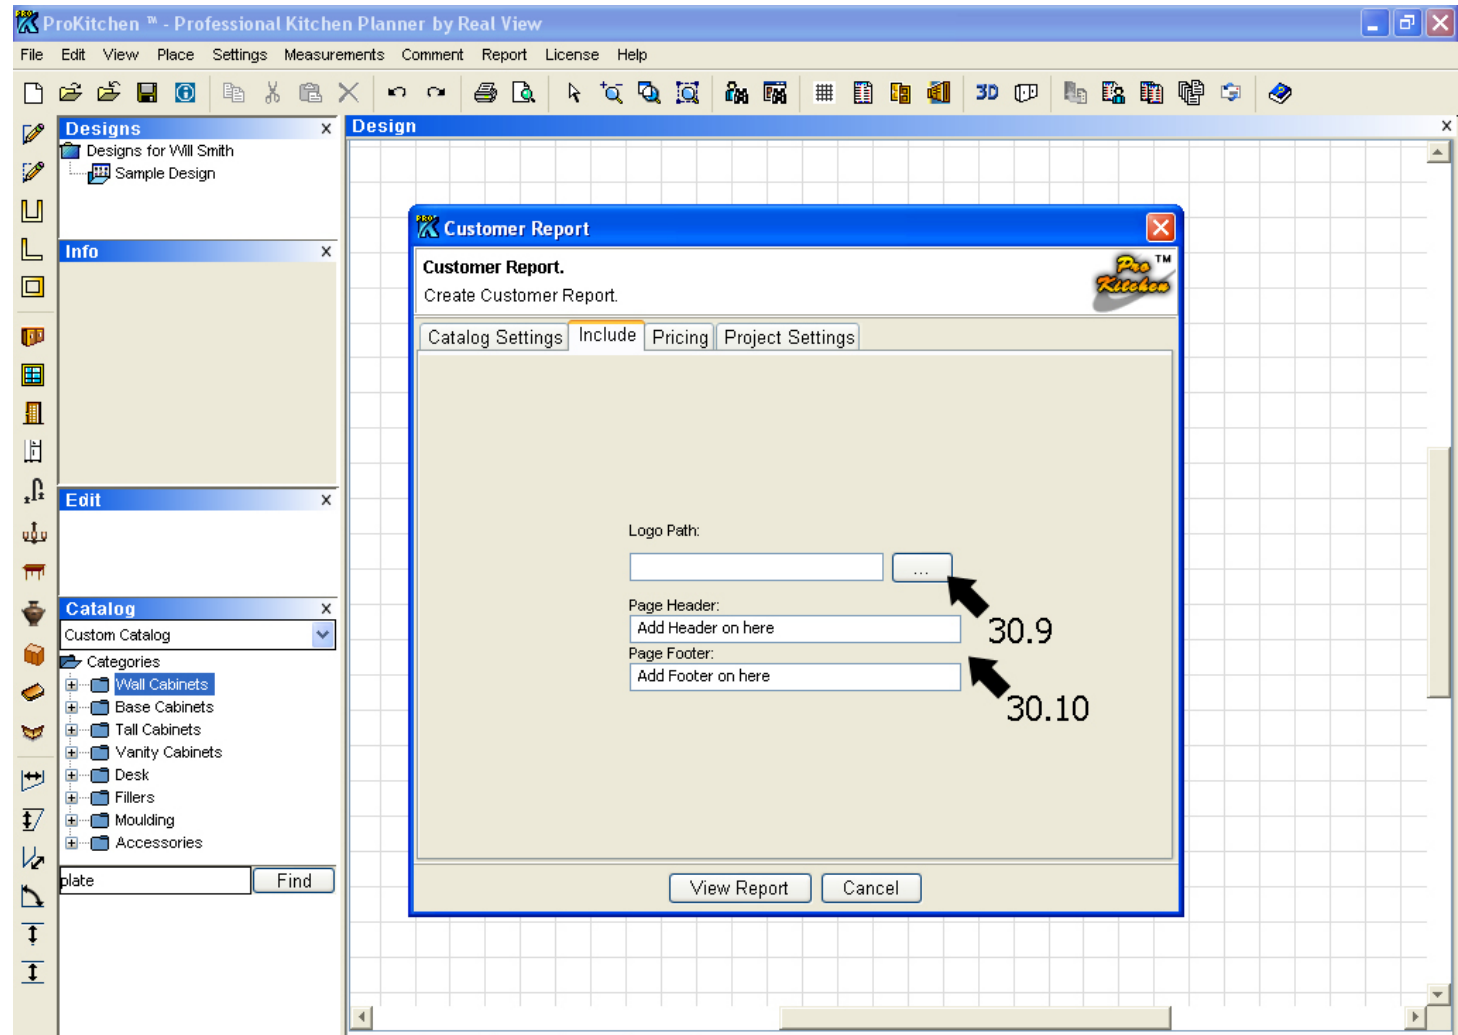 ProKitchen ™ - Professional Kitchen Planner by Real View
File Edit View Place Settings Measurements Comment Report License Help
3D
Designs x
Designs for Will Smith
Sample Design
Info x
Edit x
Catalog x
Custom Catalog
Categories
Wall Cabinets
Base Cabinets
Tall Cabinets
Vanity Cabinets
Desk
Fillers
Moulding
Accessories
plate Find
Design x
Customer Report
Customer Report.
Create Customer Report.
Pro Kitchen TM
Catalog Settings Include Pricing Project Settings
Logo Path:
...
Page Header:
Add Header on here
30.9
Page Footer:
Add Footer on here
30.10
View Report Cancel